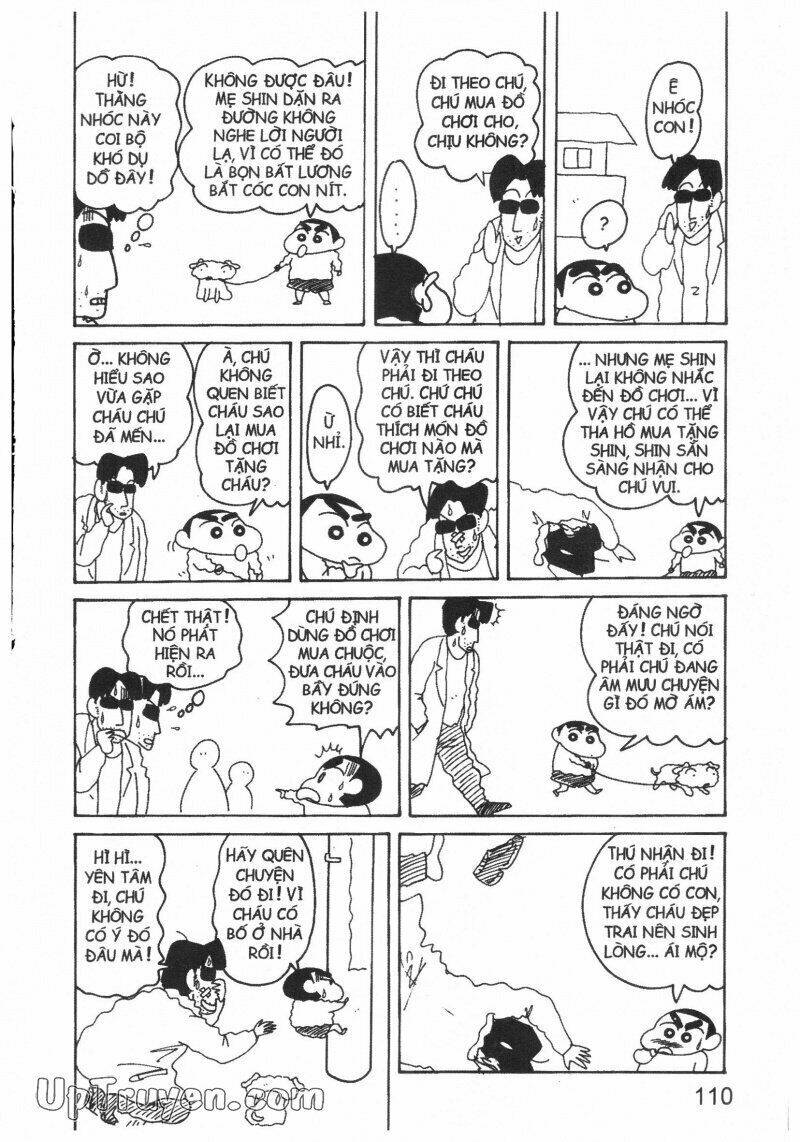 Ê
NHÓC
CON!
?
ĐI THEO CHÚ,
CHÚ MUA ĐỒ
CHƠI CHO,
CHỊU KHÔNG?
......
KHÔNG ĐƯỢC ĐÂU!
MẸ SHIN DẶN RA
ĐƯỜNG KHÔNG
NGHE LỜI NGƯỜI
LẠ, VÌ CÓ THỂ ĐÓ
LÀ BỌN BẤT LƯƠNG
BẮT CÓC CON NÍT.
HỪ!
THẰNG
NHÓC NÀY
COI BỘ
KHÓ DỤ
DỖ ĐÂY!
... NHƯNG MẸ SHIN
LẠI KHÔNG NHẮC
ĐẾN ĐỒ CHƠI... VÌ
VẬY CHÚ CÓ THỂ
THA HỒ MUA TẶNG
SHIN, SHIN SẴN
SÀNG NHẬN CHO
CHÚ VUI.
VẬY THÌ CHÁU
PHẢI ĐI THEO
CHÚ. CHỨ CHÚ
CÓ BIẾT CHÁU
THÍCH MÓN ĐỒ
CHƠI NÀO MÀ
MUA TẶNG?
Ừ
NHỈ.
À, CHÚ
KHÔNG
QUEN BIẾT
CHÁU SAO
LẠI MUA
ĐỒ CHƠI
TẶNG
CHÁU?
Ờ... KHÔNG
HIỂU SAO
VỪA GẶP
CHÁU CHÚ
ĐÃ MẾN...
ĐÁNG NGỜ
ĐẤY! CHÚ NÓI
THẬT ĐI, CÓ
PHẢI CHÚ ĐANG
ÂM MƯU CHUYỆN
GÌ ĐÓ MỜ ÁM?
CHÚ ĐỊNH
DÙNG ĐỒ CHƠI
MUA CHUỘC,
ĐƯA CHÁU VÀO
BẪY ĐÚNG
KHÔNG?
CHẾT THẬT!
NÓ PHÁT
HIỆN RA
RỒI...
THÚ NHẬN ĐI!
CÓ PHẢI CHÚ
KHÔNG CÓ CON,
THẤY CHÁU ĐẸP
TRAI NÊN SINH
LÒNG... ÁI MỘ?
HÃY QUÊN
CHUYỆN
ĐÓ ĐI! VÌ
CHÁU CÓ
BỐ Ở NHÀ
RỒI!
HÌ HÌ...
YÊN TÂM
ĐI, CHÚ
KHÔNG
CÓ Ý ĐÓ
ĐÂU MÀ!
UpTruyen.com
110